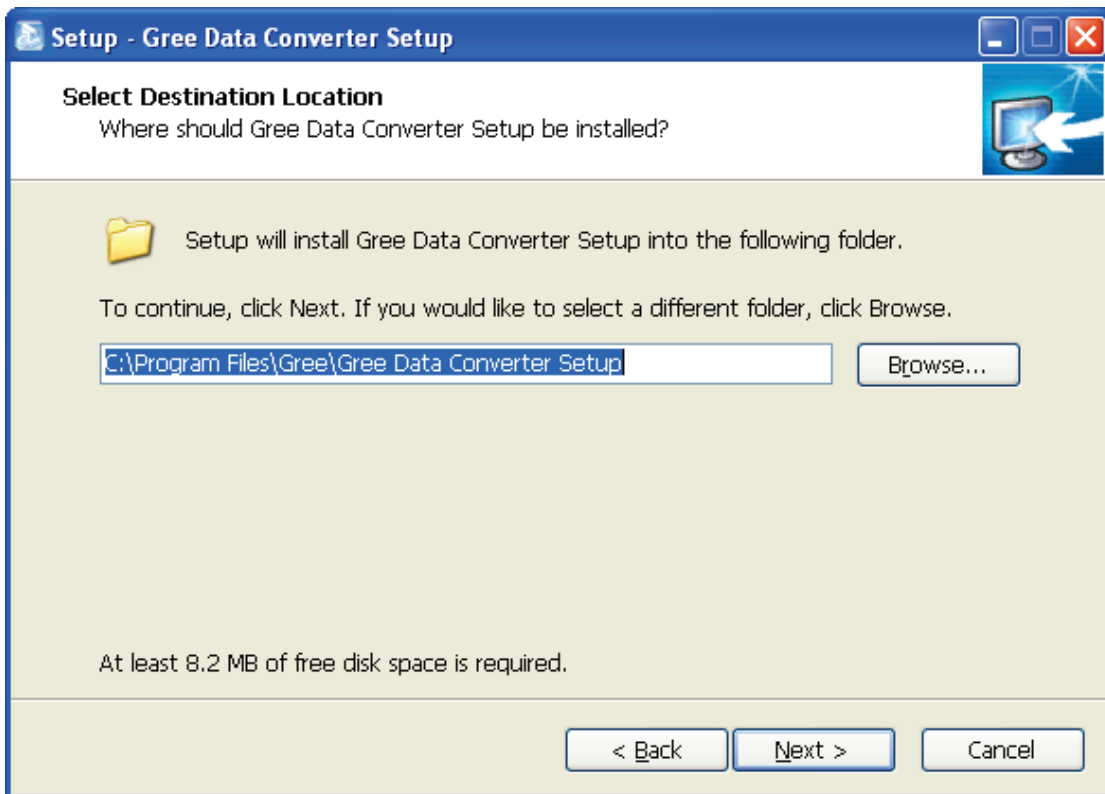 Setup - Gree Data Converter Setup
Select Destination Location
Where should Gree Data Converter Setup be installed?
Setup will install Gree Data Converter Setup into the following folder.
To continue, click Next. If you would like to select a different folder, click Browse.
C:\Program Files\Gree\Gree Data Converter Setup
Browse...
At least 8.2 MB of free disk space is required.
< Back
Next >
Cancel